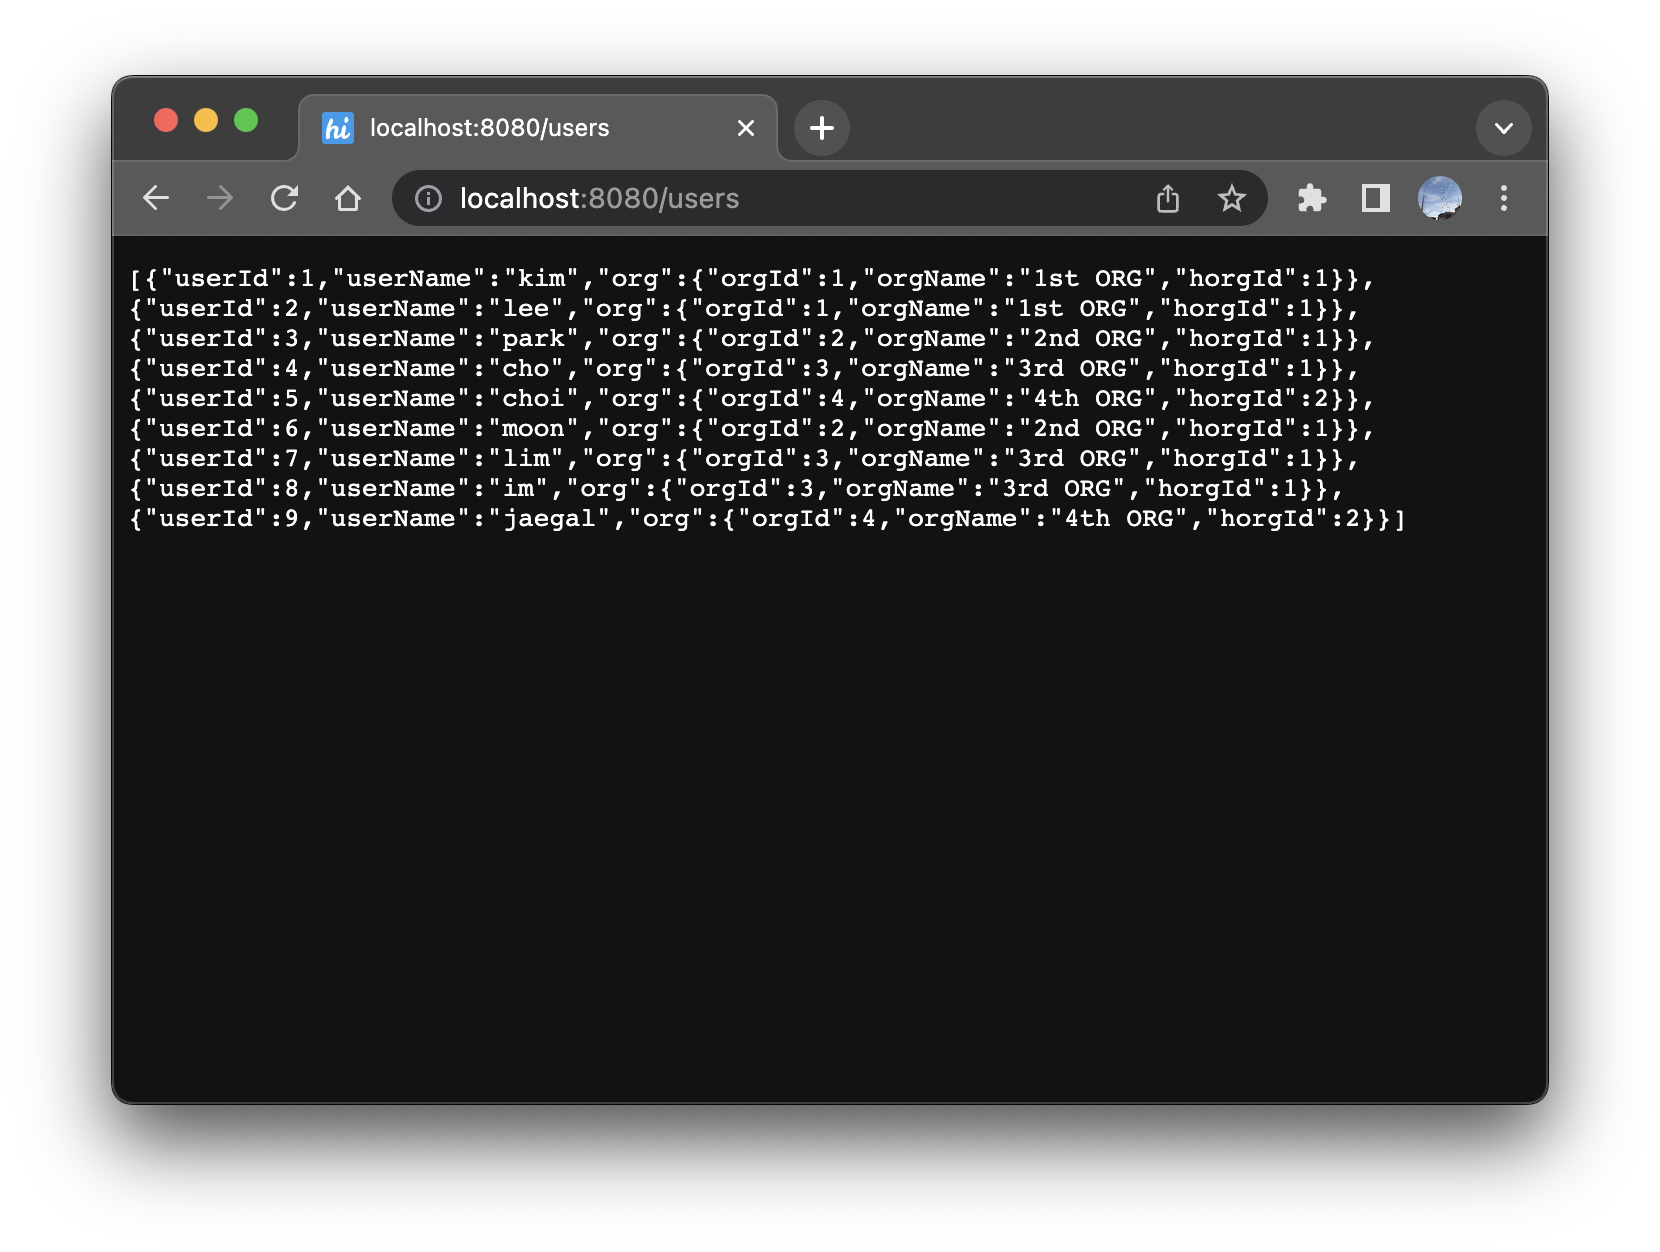 hi localhost:8080/users
localhost:8080/users
[{"userId":1,"userName":"kim","org":{"orgId":1,"orgName":"1st ORG","horgId":1}},
{"userId":2,"userName":"lee","org":{"orgId":1,"orgName":"1st ORG","horgId":1}},
{"userId":3,"userName":"park","org":{"orgId":2,"orgName":"2nd ORG","horgId":1}},
{"userId":4,"userName":"cho","org":{"orgId":3,"orgName":"3rd ORG","horgId":1}},
{"userId":5,"userName":"choi","org":{"orgId":4,"orgName":"4th ORG","horgId":2}},
{"userId":6,"userName":"moon","org":{"orgId":2,"orgName":"2nd ORG","horgId":1}},
{"userId":7,"userName":"lim","org":{"orgId":3,"orgName":"3rd ORG","horgId":1}},
{"userId":8,"userName":"im","org":{"orgId":3,"orgName":"3rd ORG","horgId":1}},
{"userId":9,"userName":"jaegal","org":{"orgId":4,"orgName":"4th ORG","horgId":2}}]